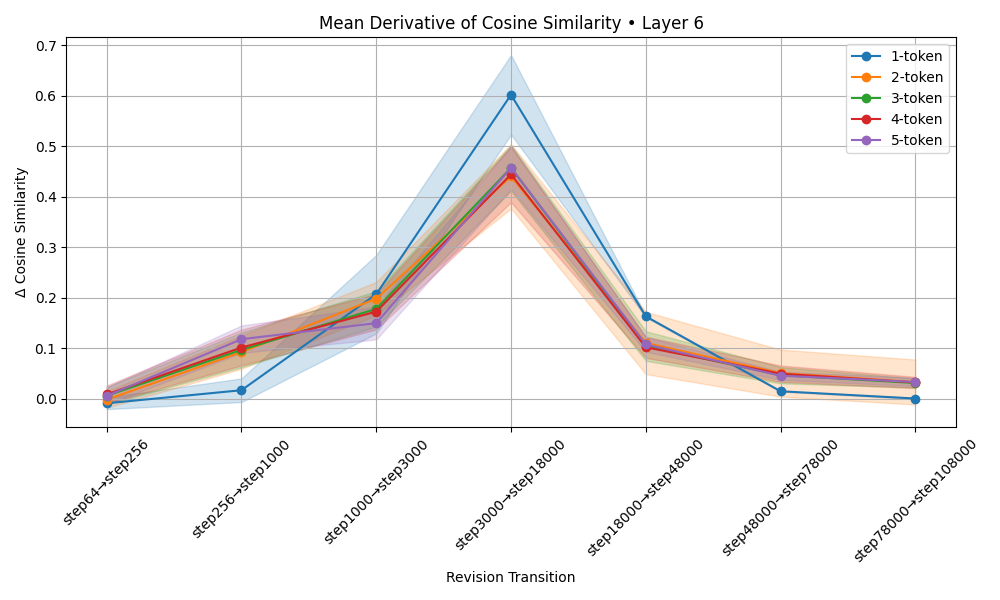 Mean Derivative of Cosine Similarity • Layer 6
Δ Cosine Similarity
0.7
0.6
0.5
0.4
0.3
0.2
0.1
0.0
1-token
2-token
3-token
4-token
5-token
step64→step256
step256→step1000
step1000→step3000
step3000→step18000
step18000→step48000
step48000→step78000
step78000→step108000
Revision Transition